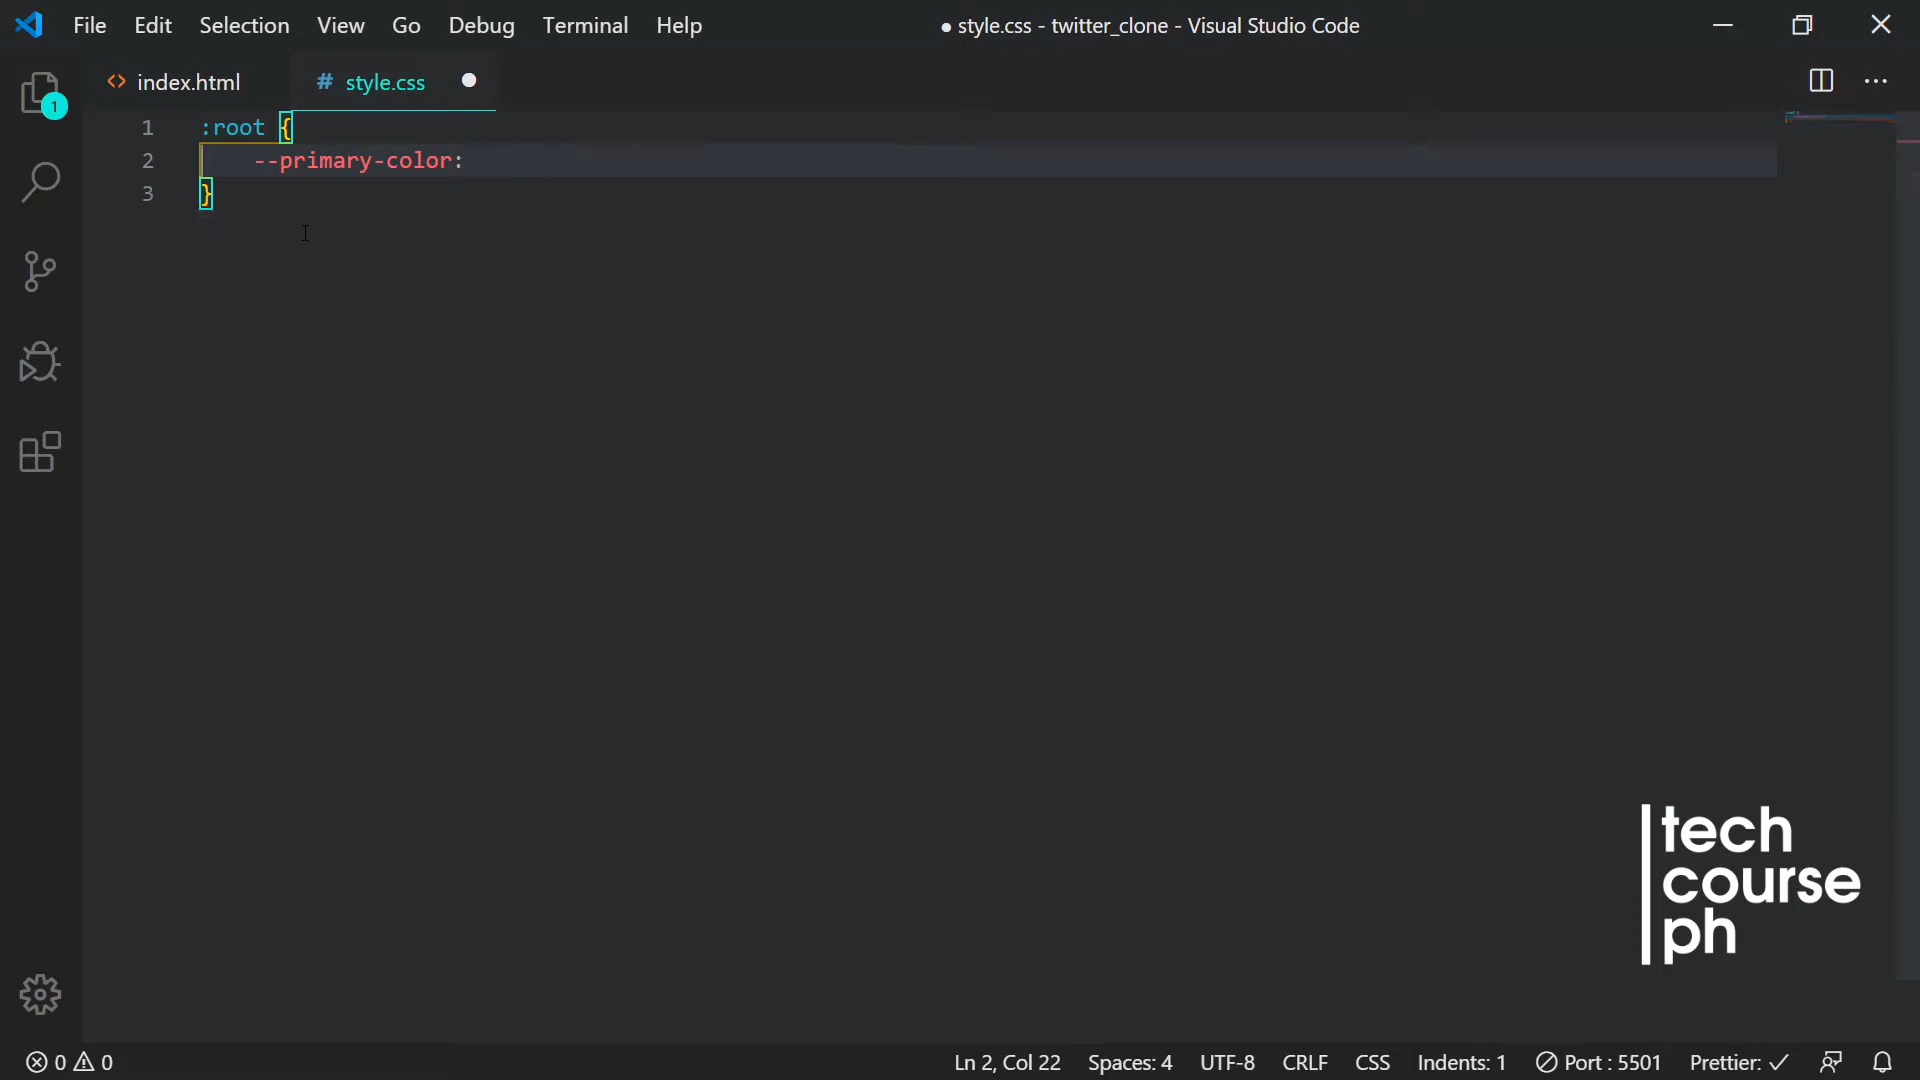 File Edit Selection View Go Debug Terminal Help
● style.css - twitter_clone - Visual Studio Code
<> index.html
# style.css ●
1
1 :root {
2     --primary-color:
3 }
tech
course
ph
0 0
Ln 2, Col 22 Spaces: 4 UTF-8 CRLF CSS Indents: 1 Port : 5501 Prettier: ✓